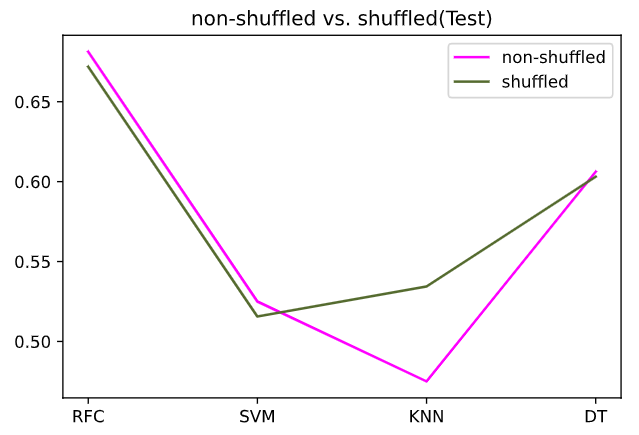 non-shuffled vs. shuffled(Test)
non-shuffled
shuffled
0.65
0.60
0.55
0.50
RFC SVM KNN DT